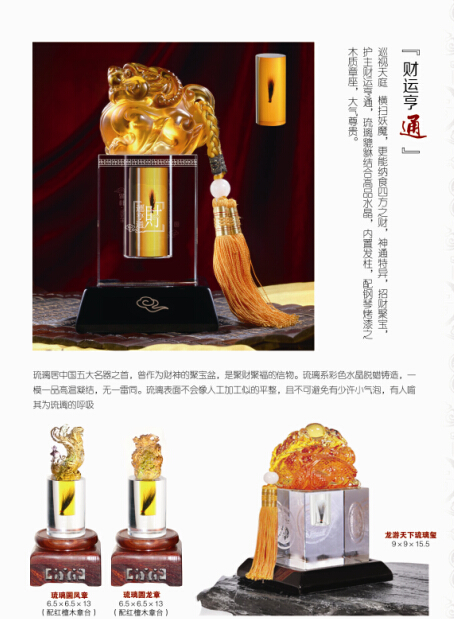 『财运亨通』
巡视天庭，横扫妖魔，更能纳食四方之财，神通特异，招财聚宝，
护主财运亨通，琉璃貔貅结合高品水晶，内置发柱，配钢琴烤漆之
木质章座，大气尊贵。
財
琉璃居中国五大名器之首，曾作为财神的聚宝盆，是聚财聚福的信物。琉璃系彩色水晶脱蜡铸造，一
模一品高温凝结，无一雷同。琉璃表面不会像人工加工似的平整，且不可避免有少许小气泡，有人喻
其为琉璃的呼吸
琉璃圆凤章
6.5×6.5×13
（配红檀木章台）
琉璃圆龙章
6.5×6.5×13
（配红檀木章台）
龙游天下琉璃玺
9×9×15.5